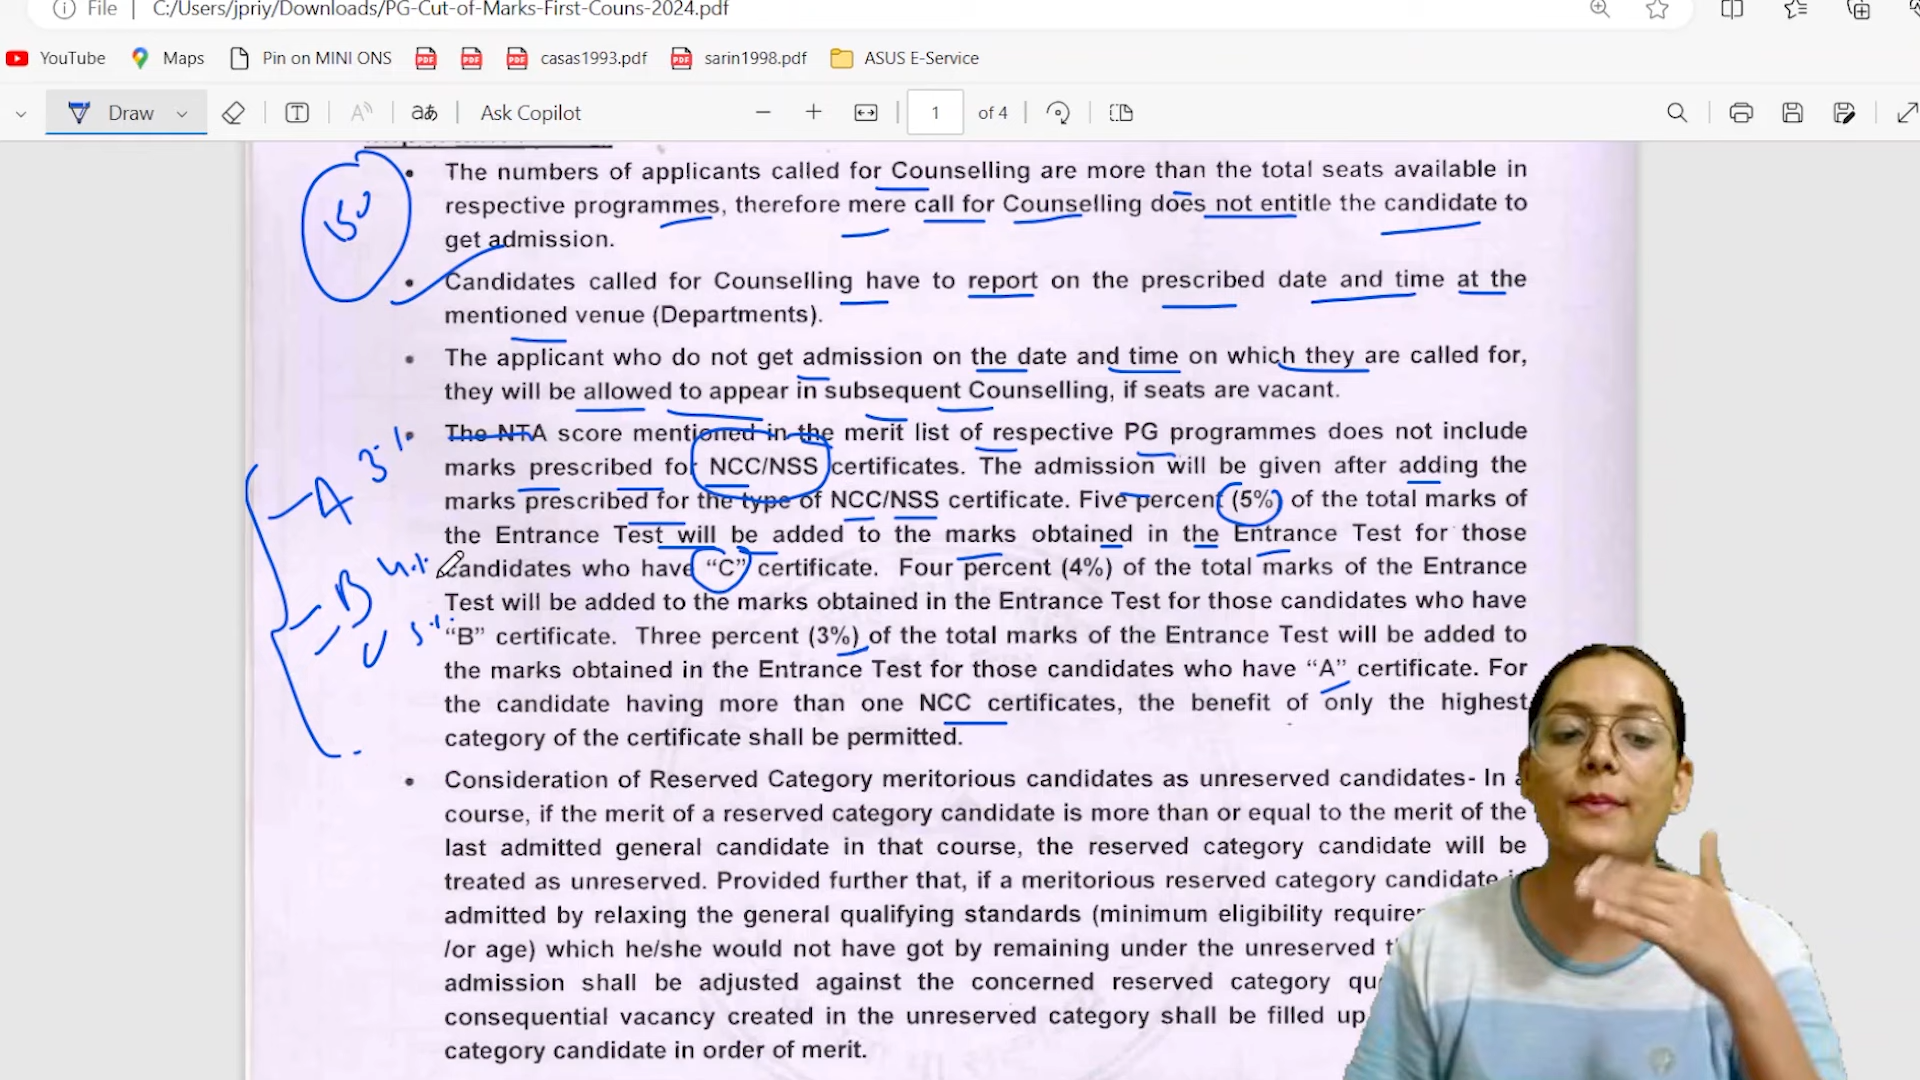 File C:/Users/jpriy/Downloads/PG-Cut-of-Marks-First-Couns-2024.pdf
YouTube Maps Pin on MINI ONS casas1993.pdf sarin1998.pdf ASUS E-Service
Draw Ask Copilot 1 of 4
The numbers of applicants called for Counselling are more than the total seats available in
respective programmes, therefore mere call for Counselling does not entitle the candidate to
get admission.
Candidates called for Counselling have to report on the prescribed date and time at the
mentioned venue (Departments).
The applicant who do not get admission on the date and time on which they are called for,
they will be allowed to appear in subsequent Counselling, if seats are vacant.
The NTA score mentioned in the merit list of respective PG programmes does not include
marks prescribed for NCC/NSS certificates. The admission will be given after adding the
marks prescribed for the type of NCC/NSS certificate. Five percent (5%) of the total marks of
the Entrance Test will be added to the marks obtained in the Entrance Test for those
candidates who have "C" certificate. Four percent (4%) of the total marks of the Entrance
Test will be added to the marks obtained in the Entrance Test for those candidates who have
"B" certificate. Three percent (3%) of the total marks of the Entrance Test will be added to
the marks obtained in the Entrance Test for those candidates who have "A" certificate. For
the candidate having more than one NCC certificates, the benefit of only the highest
category of the certificate shall be permitted.
Consideration of Reserved Category meritorious candidates as unreserved candidates- In
course, if the merit of a reserved category candidate is more than or equal to the merit of the
last admitted general candidate in that course, the reserved category candidate will be
treated as unreserved. Provided further that, if a meritorious reserved category candidate
admitted by relaxing the general qualifying standards (minimum eligibility
/or age) which he/she would not have got by remaining under the unreserved
admission shall be adjusted against the concerned reserved category
consequential vacancy created in the unreserved category shall be filled up
category candidate in order of merit.
A 3%
B 4%
C 5%